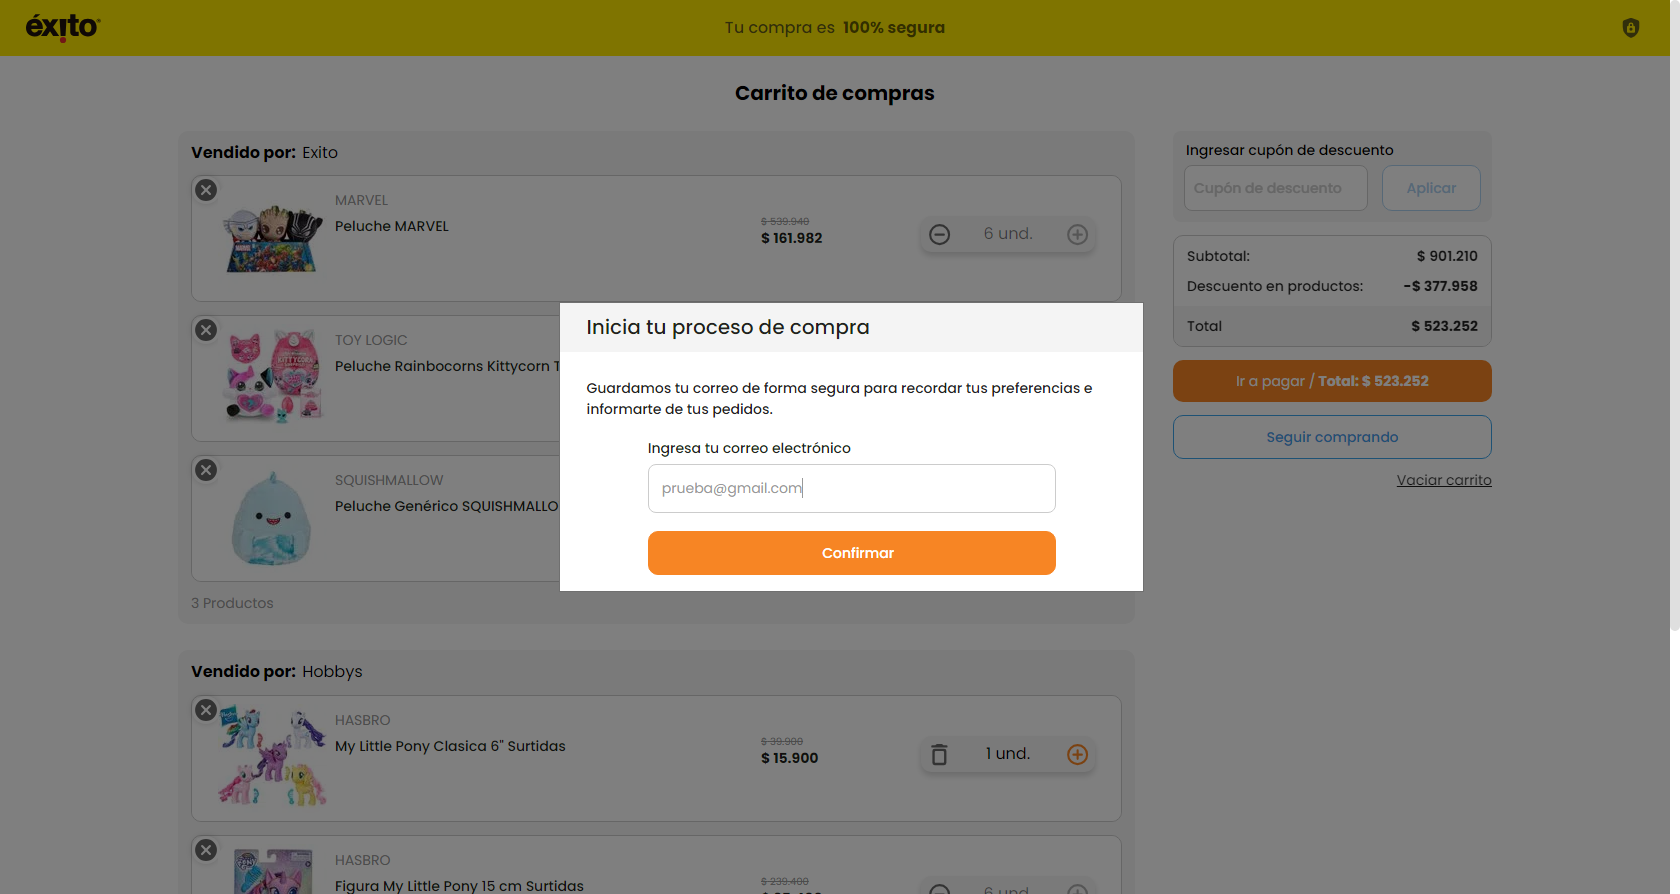 éxito
Tu compra es 100% segura
Carrito de compras
Vendido por: Exito
MARVEL
Peluche MARVEL
$ 539.940
$ 161.982
6 und.
TOY LOGIC
Peluche Rainbocorns Kittycorn T
SQUISHMALLOW
Peluche Genérico SQUISHMALLO
3 Productos
Inicia tu proceso de compra
Guardamos tu correo de forma segura para recordar tus preferencias e
informarte de tus pedidos.
Ingresa tu correo electrónico
prueba@gmail.com
Confirmar
Ingresar cupón de descuento
Cupón de descuento
Aplicar
Subtotal: $ 901.210
Descuento en productos: -$ 377.958
Total $ 523.252
Ir a pagar / Total: $ 523.252
Seguir comprando
Vaciar carrito
Vendido por: Hobbys
HASBRO
My Little Pony Clasica 6" Surtidas
$ 39.900
$ 15.900
1 und.
HASBRO
Figura My Little Pony 15 cm Surtidas
$ 239.400
6 und.